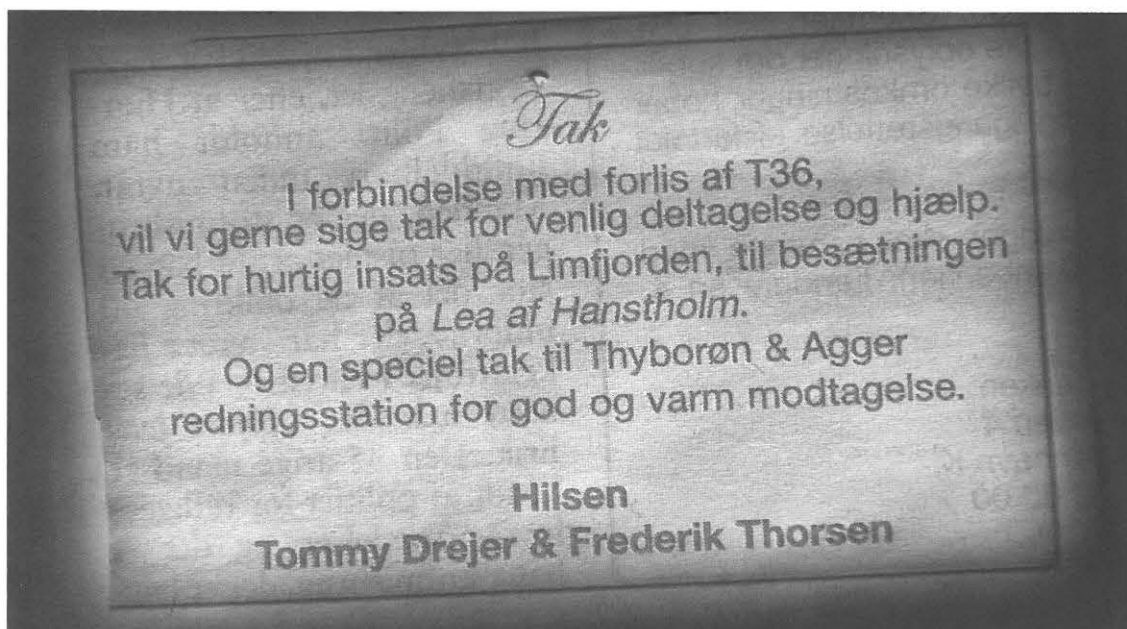 Tak
I forbindelse med forlis af T36,
vil vi gerne sige tak for venlig deltagelse og hjælp.
Tak for hurtig insats på Limfjorden, til besætningen
på Lea af Hanstholm.
Og en speciel tak til Thyborøn & Agger
redningsstation for god og varm modtagelse.
Hilsen
Tommy Drejer & Frederik Thorsen